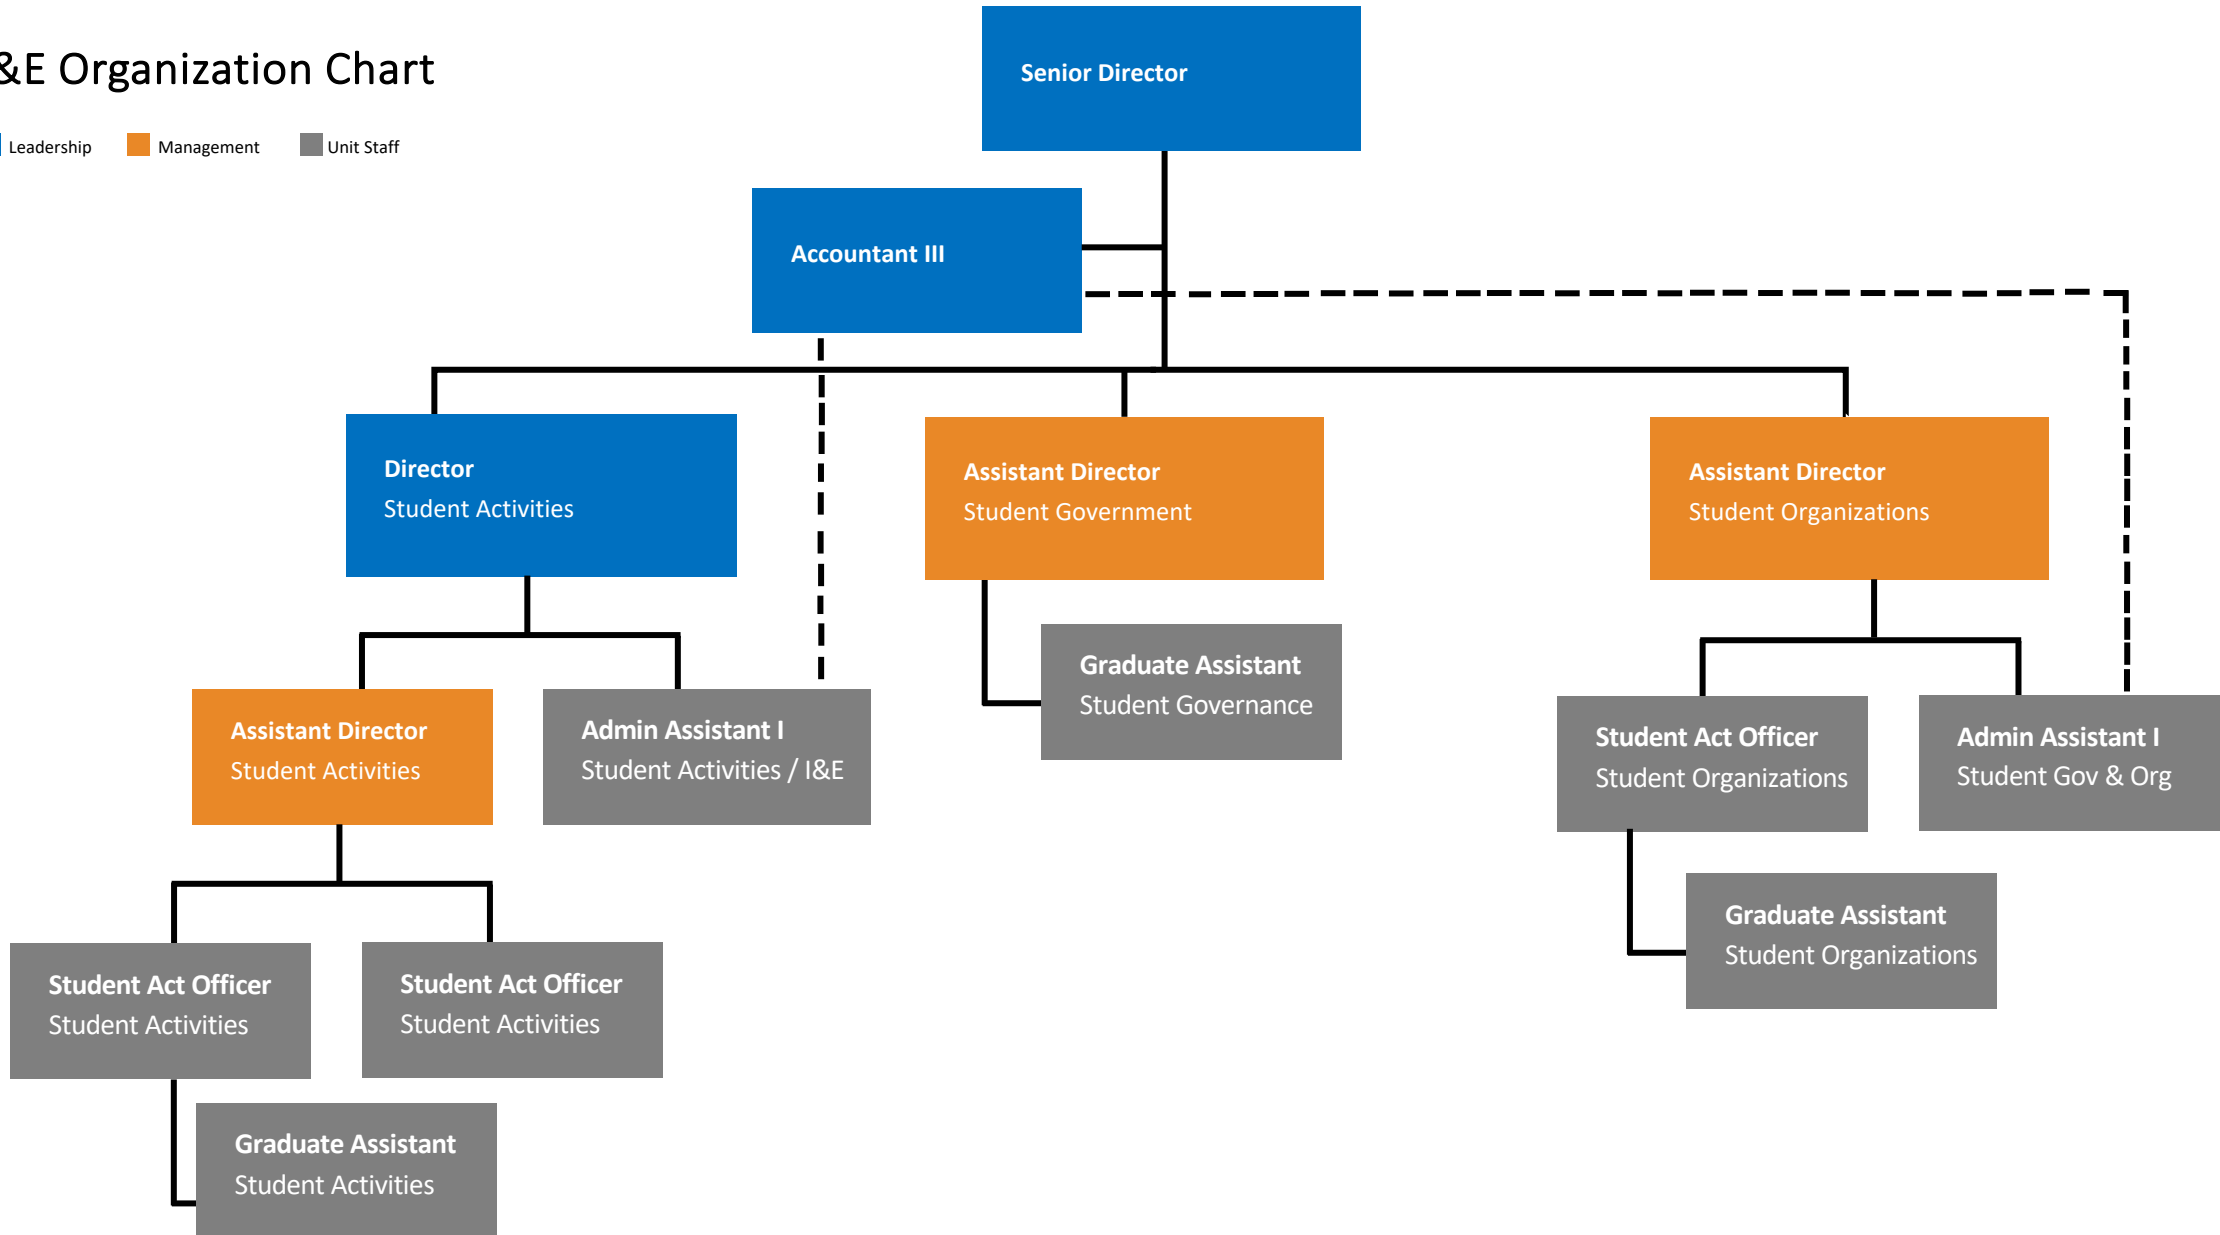 &E Organization Chart
Leadership Management Unit Staff
Senior Director
Accountant III
Director
Student Activities
Assistant Director
Student Government
Assistant Director
Student Organizations
Graduate Assistant
Student Governance
Assistant Director
Student Activities
Admin Assistant I
Student Activities / I&E
Student Act Officer
Student Organizations
Admin Assistant I
Student Gov & Org
Graduate Assistant
Student Organizations
Student Act Officer
Student Activities
Student Act Officer
Student Activities
Graduate Assistant
Student Activities